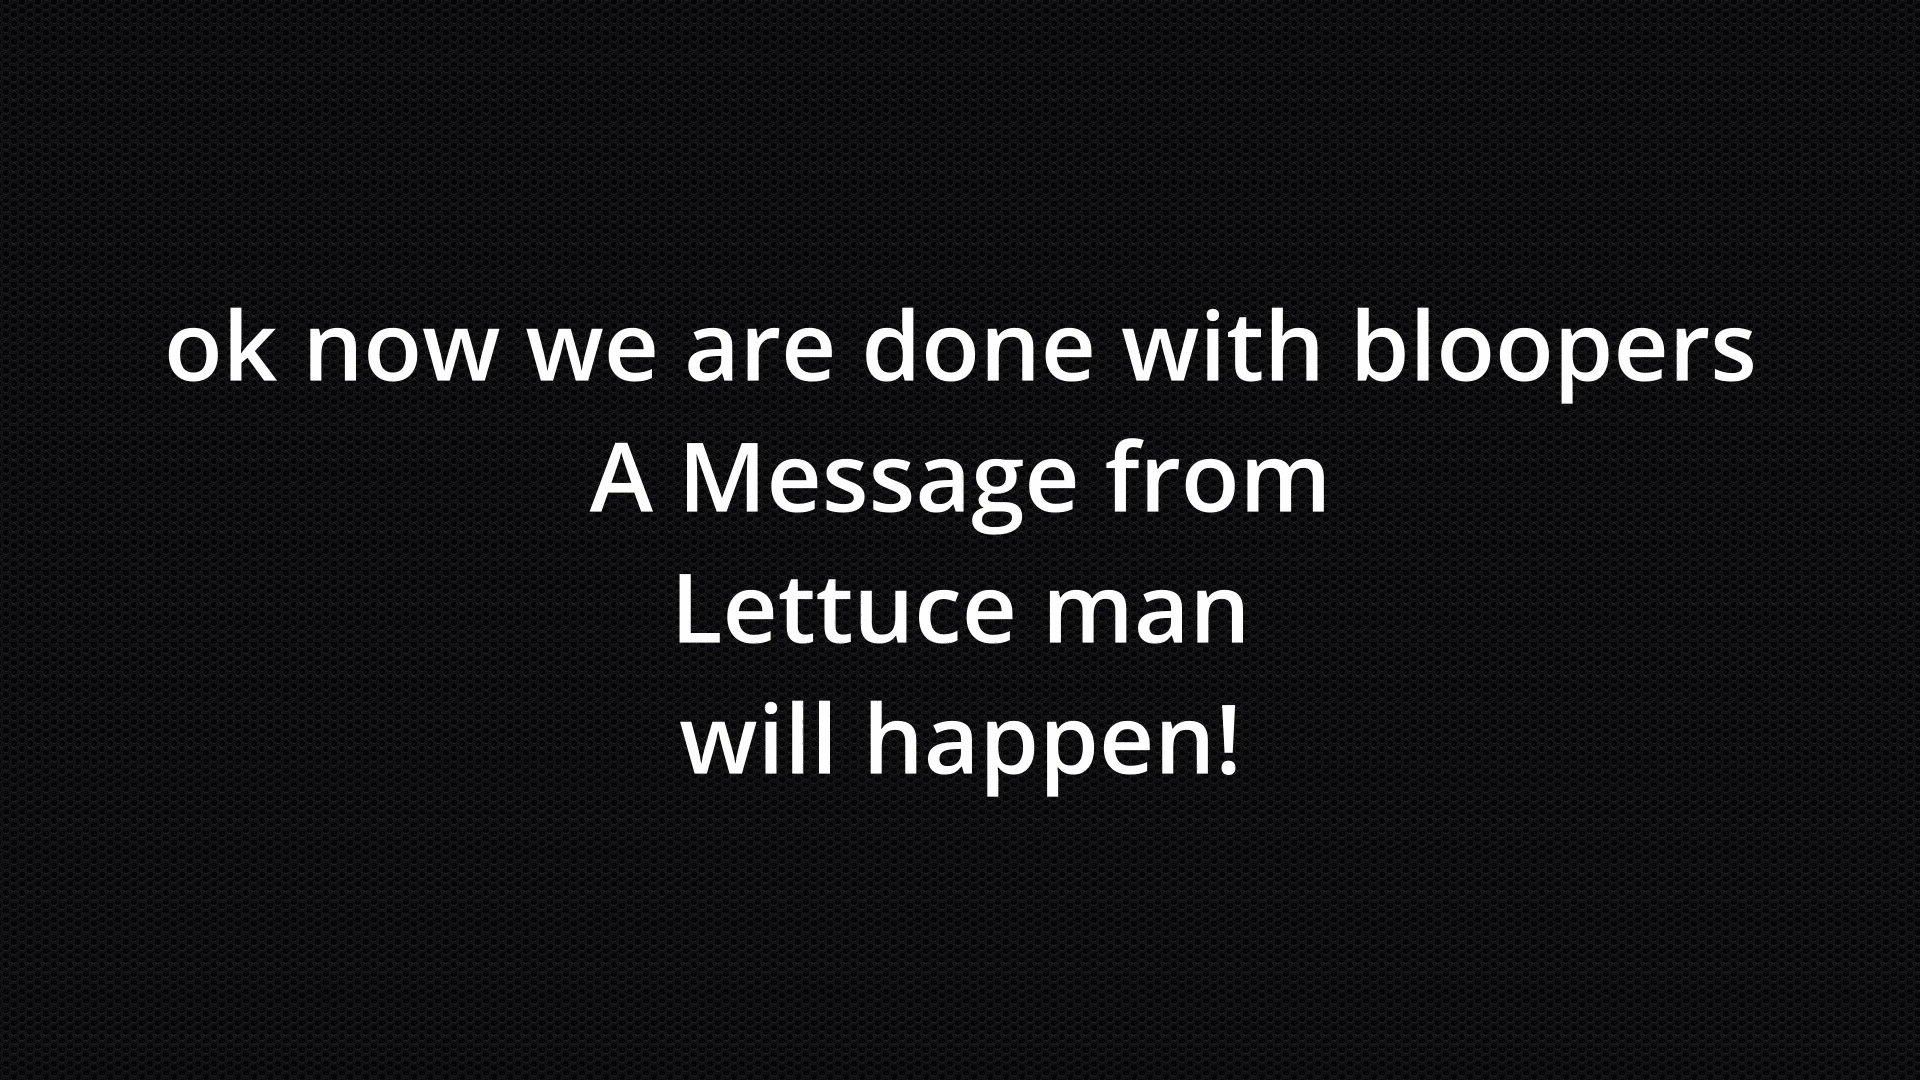 ok now we are done with bloopers
A Message from
Lettuce man
will happen!